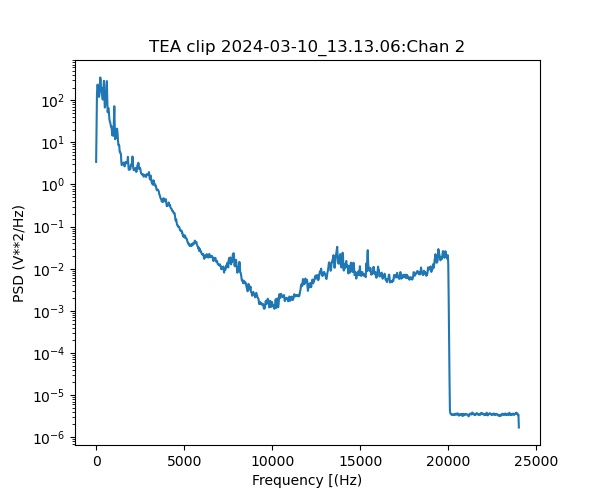 TEA clip 2024-03-10_13.13.06:Chan 2
PSD (V**2/Hz)
10²
10¹
10⁰
10⁻¹
10⁻²
10⁻³
10⁻⁴
10⁻⁵
10⁻⁶
0 5000 10000 15000 20000 25000
Frequency [(Hz)